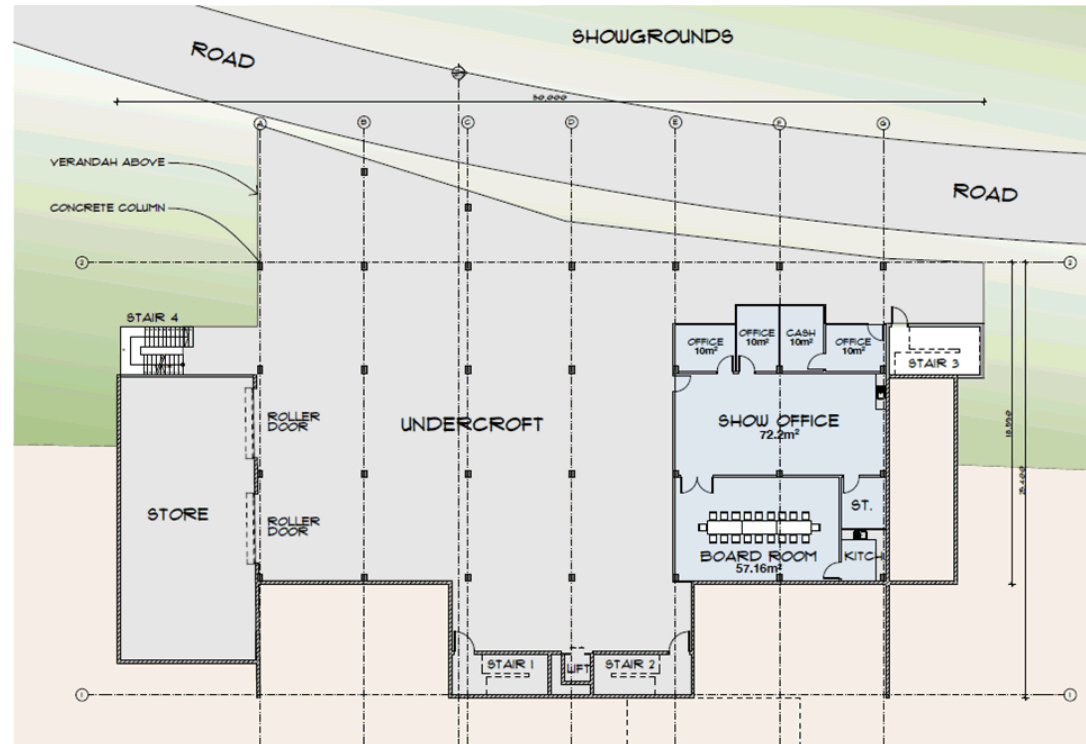 SHOWGROUNDS
ROAD
50,000
A
B
C
D
E
F
G
VERANDAH ABOVE
ROAD
CONCRETE COLUMN
2
2
STAIR 4
OFFICE
10m²
OFFICE
10m²
CASH
10m²
OFFICE
10m²
STAIR 3
ROLLER
DOOR
UNDERCROFT
SHOW OFFICE
72.2m²
STORE
ROLLER
DOOR
ST.
BOARD ROOM
57.16m²
KITCH
STAIR 1
LIFT
STAIR 2
1
1